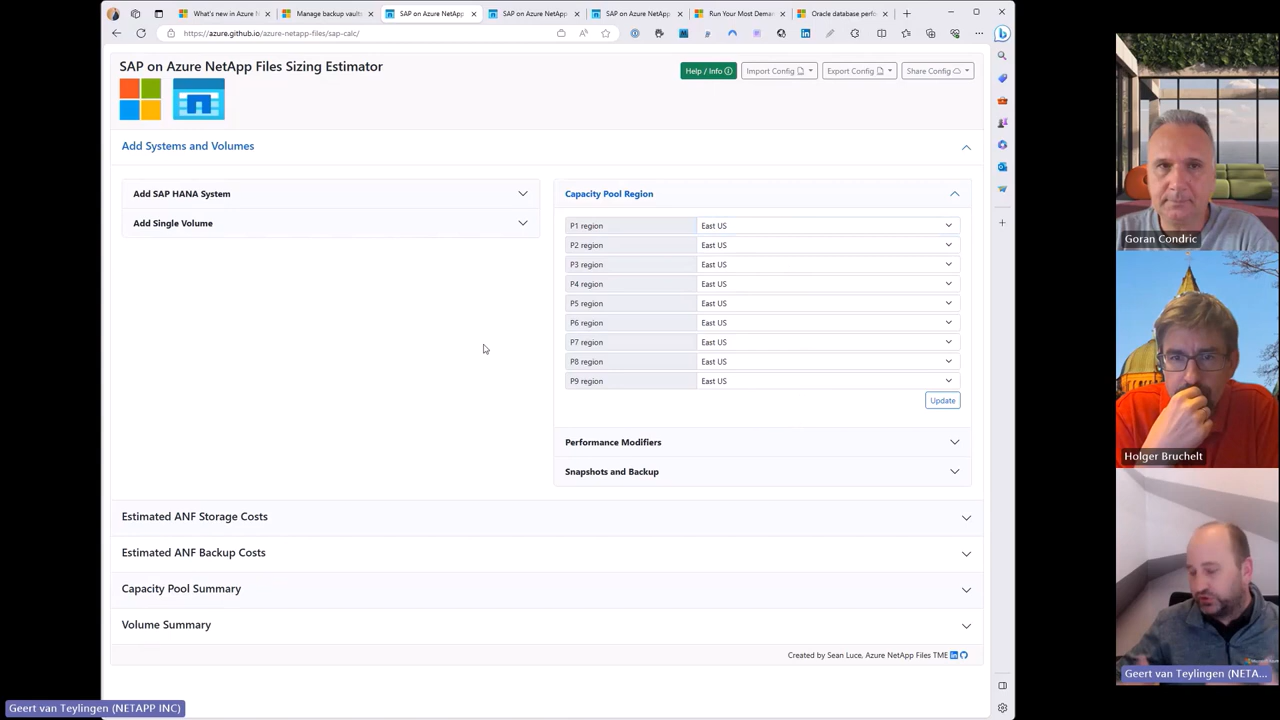 What's new in Azure N
Manage backup vaults
SAP on Azure NetApp
SAP on Azure NetApp
SAP on Azure NetApp
Run Your Most Dema
Oracle database perfo
https://azure.github.io/azure-netapp-files/sap-calc/
SAP on Azure NetApp Files Sizing Estimator
Help / Info
Import Config
Export Config
Share Config
Add Systems and Volumes
Add SAP HANA System
Add Single Volume
Capacity Pool Region
P1 region East US
P2 region East US
P3 region East US
P4 region East US
P5 region East US
P6 region East US
P7 region East US
P8 region East US
P9 region East US
Update
Performance Modifiers
Snapshots and Backup
Estimated ANF Storage Costs
Estimated ANF Backup Costs
Capacity Pool Summary
Volume Summary
Created by Sean Luce, Azure NetApp Files TME
Goran Condric
Holger Bruchelt
Geert van Teylingen (NETA...
Geert van Teylingen (NETAPP INC)